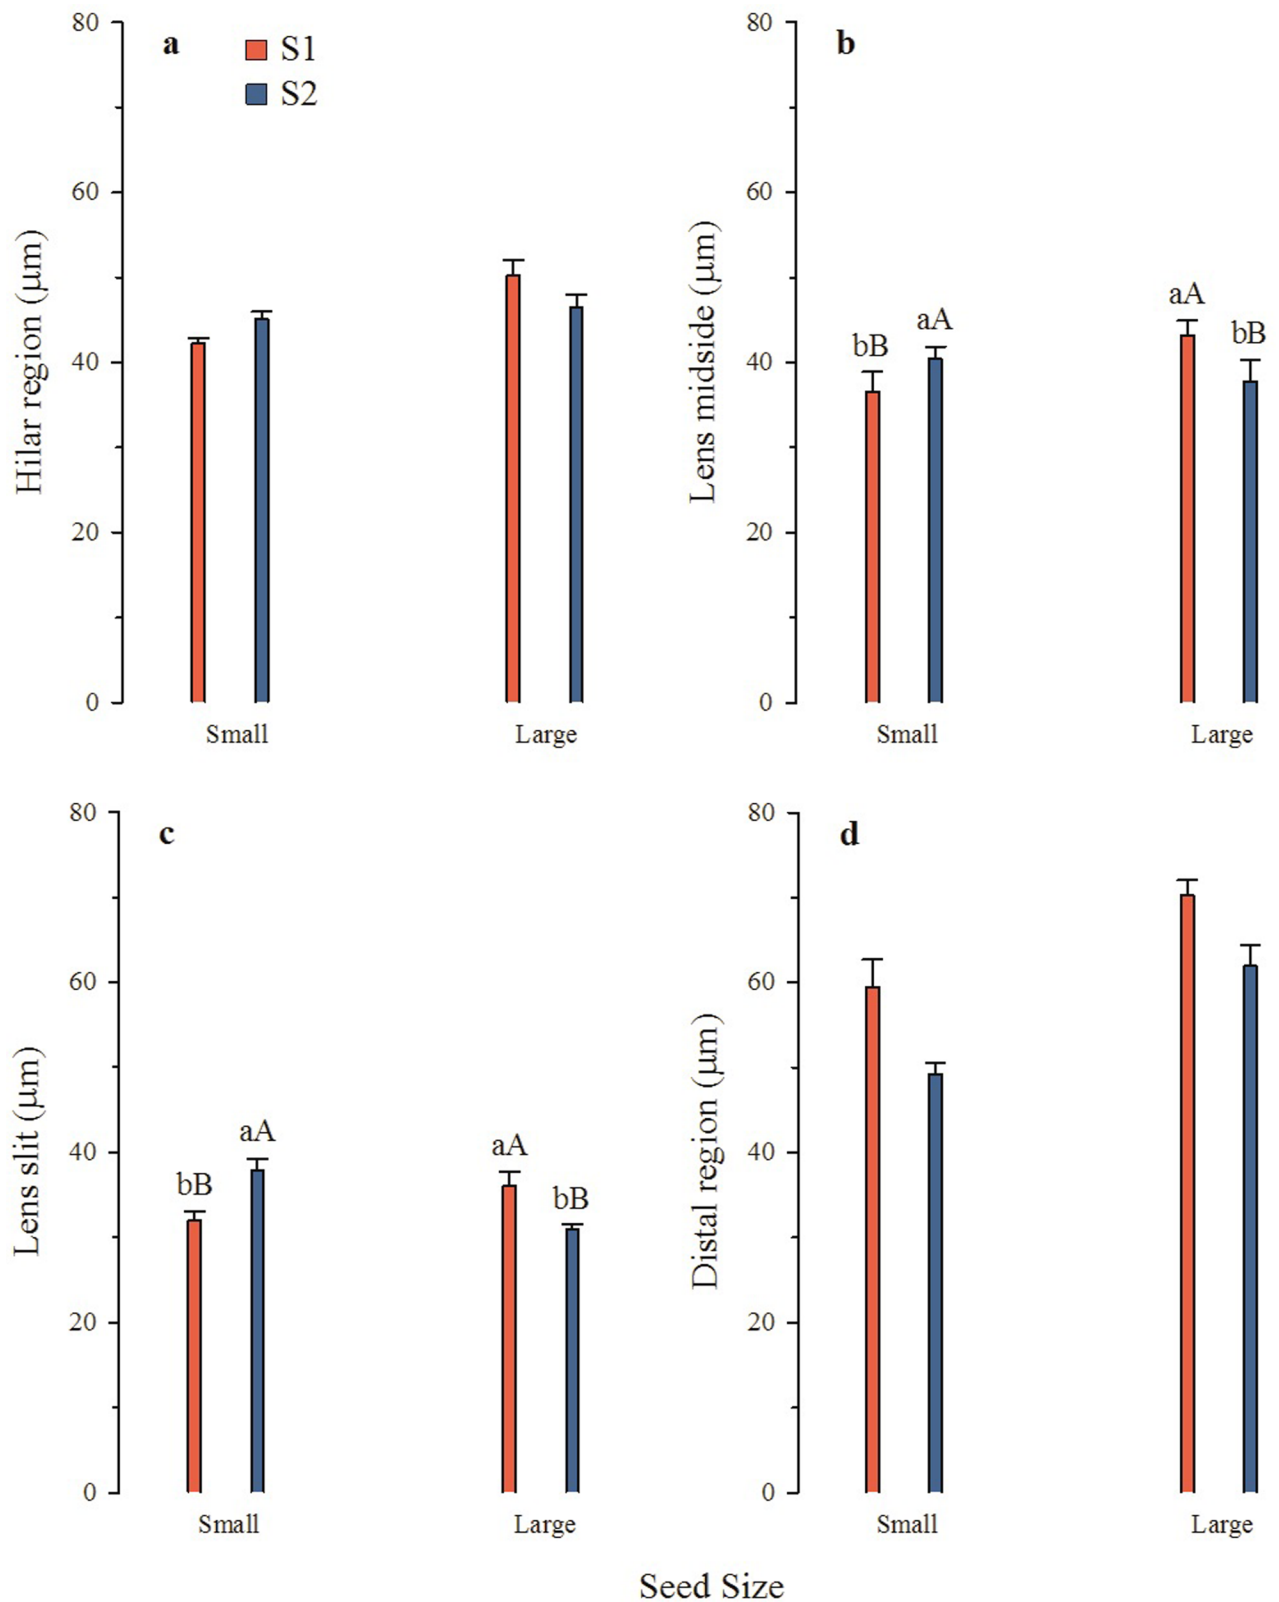 a
S1
S2
80
60
40
20
0
Hilar region (μm)
Small
Large
b
80
60
40
20
0
Lens midside (μm)
bB
aA
aA
bB
Small
Large
c
80
60
40
20
0
Lens slit (μm)
bB
aA
aA
bB
Small
Large
d
80
60
40
20
0
Distal region (μm)
Small
Large
Seed Size